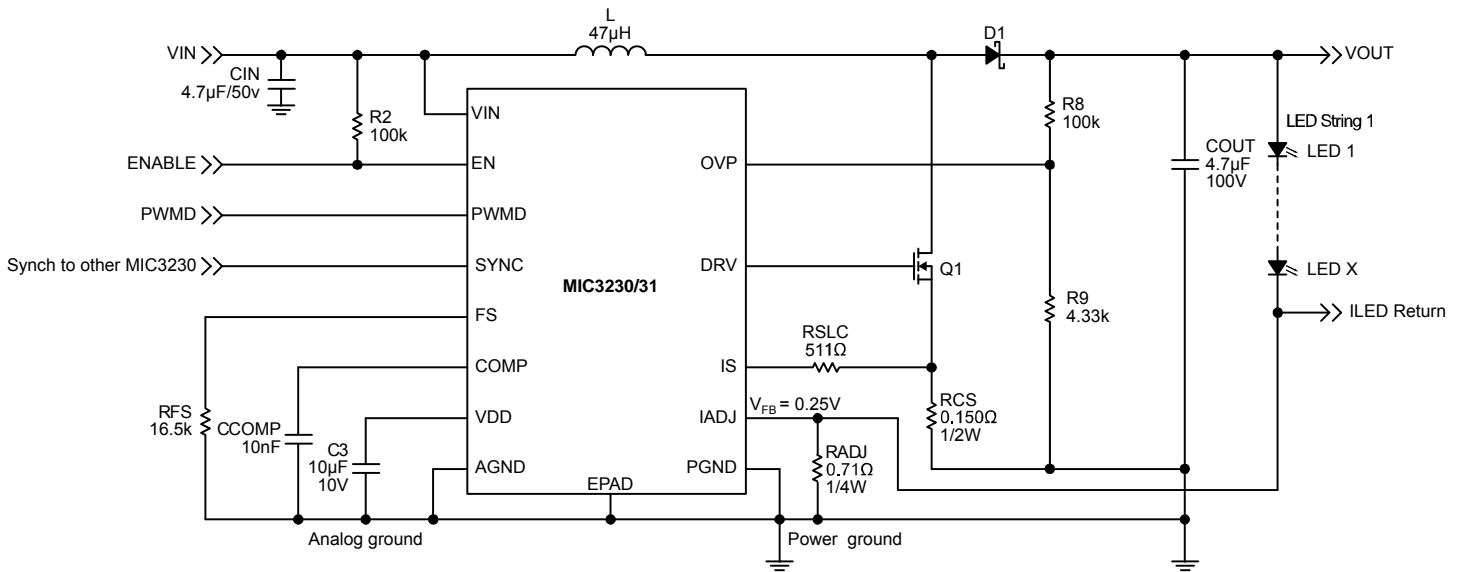 L
47µH
D1
VIN
VOUT
CIN
4.7µF/50v
R2
100k
VIN
R8
100k
LED String 1
LED 1
COUT
4.7µF
100V
ENABLE
EN
OVP
PWMD
PWMD
Synch to other MIC3230
SYNC
DRV
Q1
LED X
MIC3230/31
R9
4.33k
ILED Return
FS
RSLC
511Ω
COMP
IS
RFS
16.5k
CCOMP
10nF
VDD
VFB = 0.25V
IADJ
RCS
0.150Ω
1/2W
C3
10µF
10V
RADJ
0.71Ω
1/4W
AGND
PGND
EPAD
Analog ground
Power ground